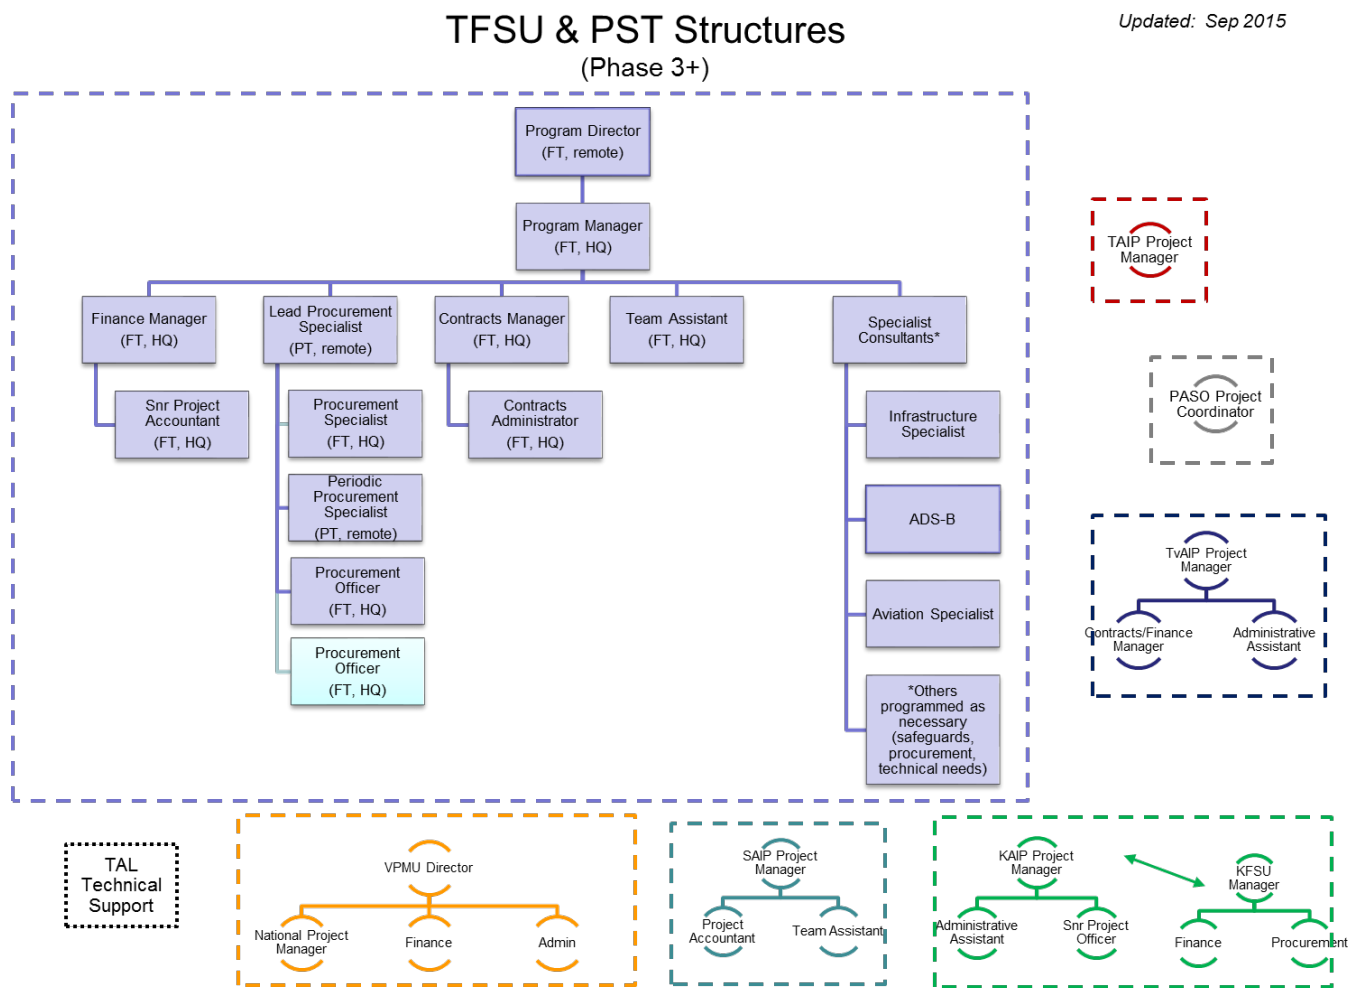 TFSU & PST Structures
(Phase 3+)
Updated: Sep 2015
Program Director
(FT, remote)
Program Manager
(FT, HQ)
Finance Manager
(FT, HQ)
Lead Procurement
Specialist
(PT, remote)
Contracts Manager
(FT, HQ)
Team Assistant
(FT, HQ)
Specialist
Consultants*
Snr Project
Accountant
(FT, HQ)
Procurement
Specialist
(FT, HQ)
Periodic
Procurement
Specialist
(PT, remote)
Procurement
Officer
(FT, HQ)
Procurement
Officer
(FT, HQ)
Contracts
Administrator
(FT, HQ)
Infrastructure
Specialist
ADS-B
Aviation Specialist
*Others
programmed as
necessary
(safeguards,
procurement,
technical needs)
TAIP Project
Manager
PASO Project
Coordinator
TvAIP Project
Manager
Contracts/Finance
Manager
Administrative
Assistant
TAL
Technical
Support
VPMU Director
National Project
Manager
Finance
Admin
SAIP Project
Manager
Project
Accountant
Team Assistant
KAIP Project
Manager
Administrative
Assistant
Snr Project
Officer
KFSU
Manager
Finance
Procurement